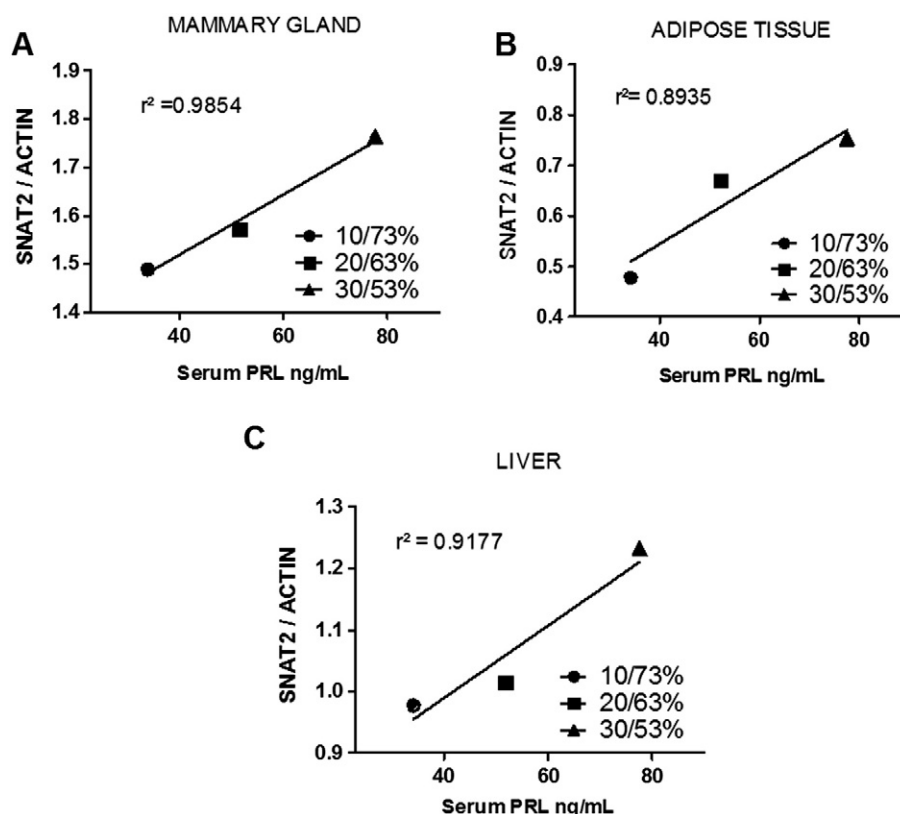 A
MAMMARY GLAND
r² =0.9854
SNAT2 / ACTIN
1.9
1.8
1.7
1.6
1.5
1.4
10/73%
20/63%
30/53%
40
60
80
Serum PRL ng/mL
B
ADIPOSE TISSUE
r²= 0.8935
SNAT2 / ACTIN
0.9
0.8
0.7
0.6
0.5
0.4
10/73%
20/63%
30/53%
40
60
80
Serum PRL ng/mL
C
LIVER
r² = 0.9177
SNAT2 / ACTIN
1.3
1.2
1.1
1.0
0.9
10/73%
20/63%
30/53%
40
60
80
Serum PRL ng/mL